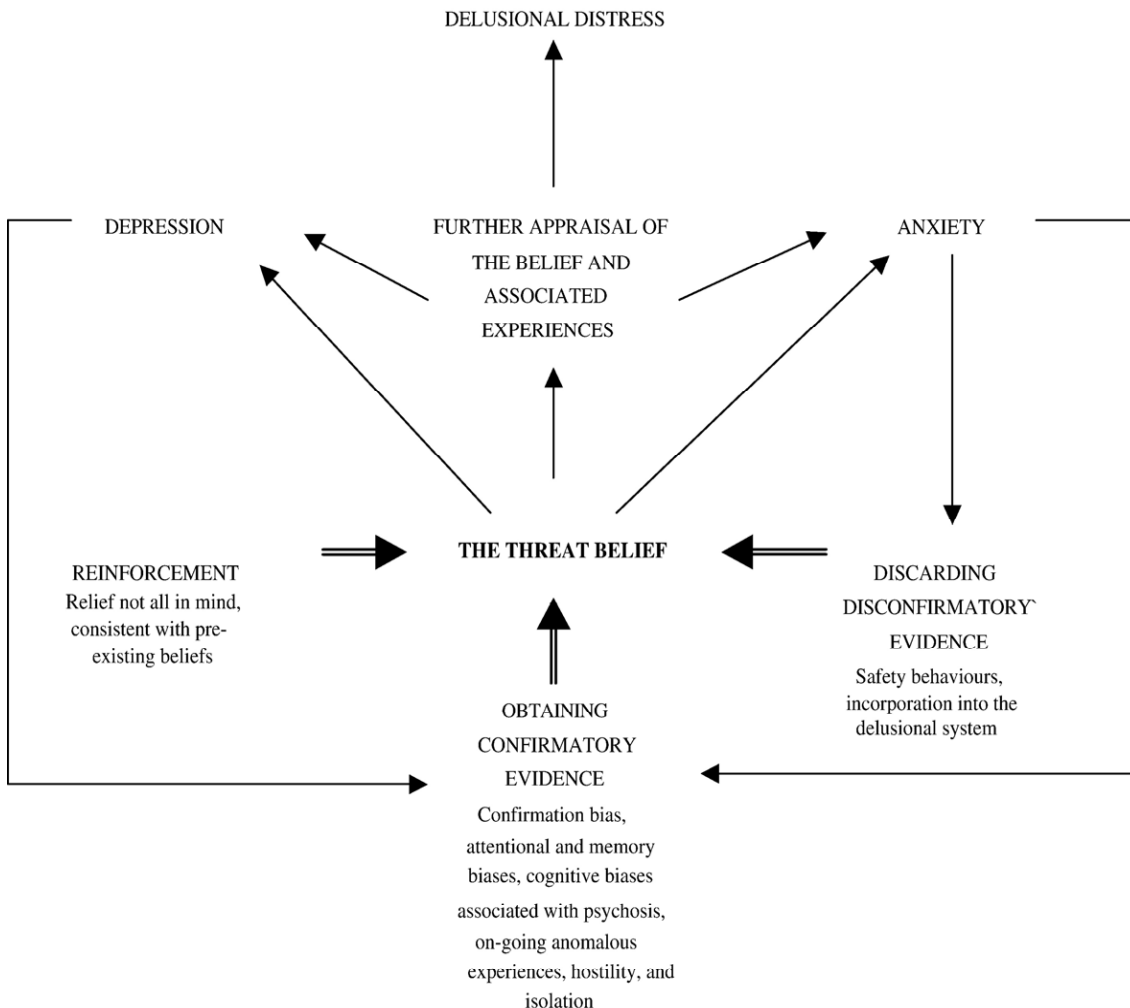 DELUSIONAL DISTRESS
DEPRESSION
FURTHER APPRAISAL OF
THE BELIEF AND
ASSOCIATED
EXPERIENCES
ANXIETY
THE THREAT BELIEF
REINFORCEMENT
Relief not all in mind,
consistent with pre-
existing beliefs
DISCARDING
DISCONFIRMATORY`
EVIDENCE
Safety behaviours,
incorporation into the
delusional system
OBTAINING
CONFIRMATORY
EVIDENCE
Confirmation bias,
attentional and memory
biases, cognitive biases
associated with psychosis,
on-going anomalous
experiences, hostility, and
isolation